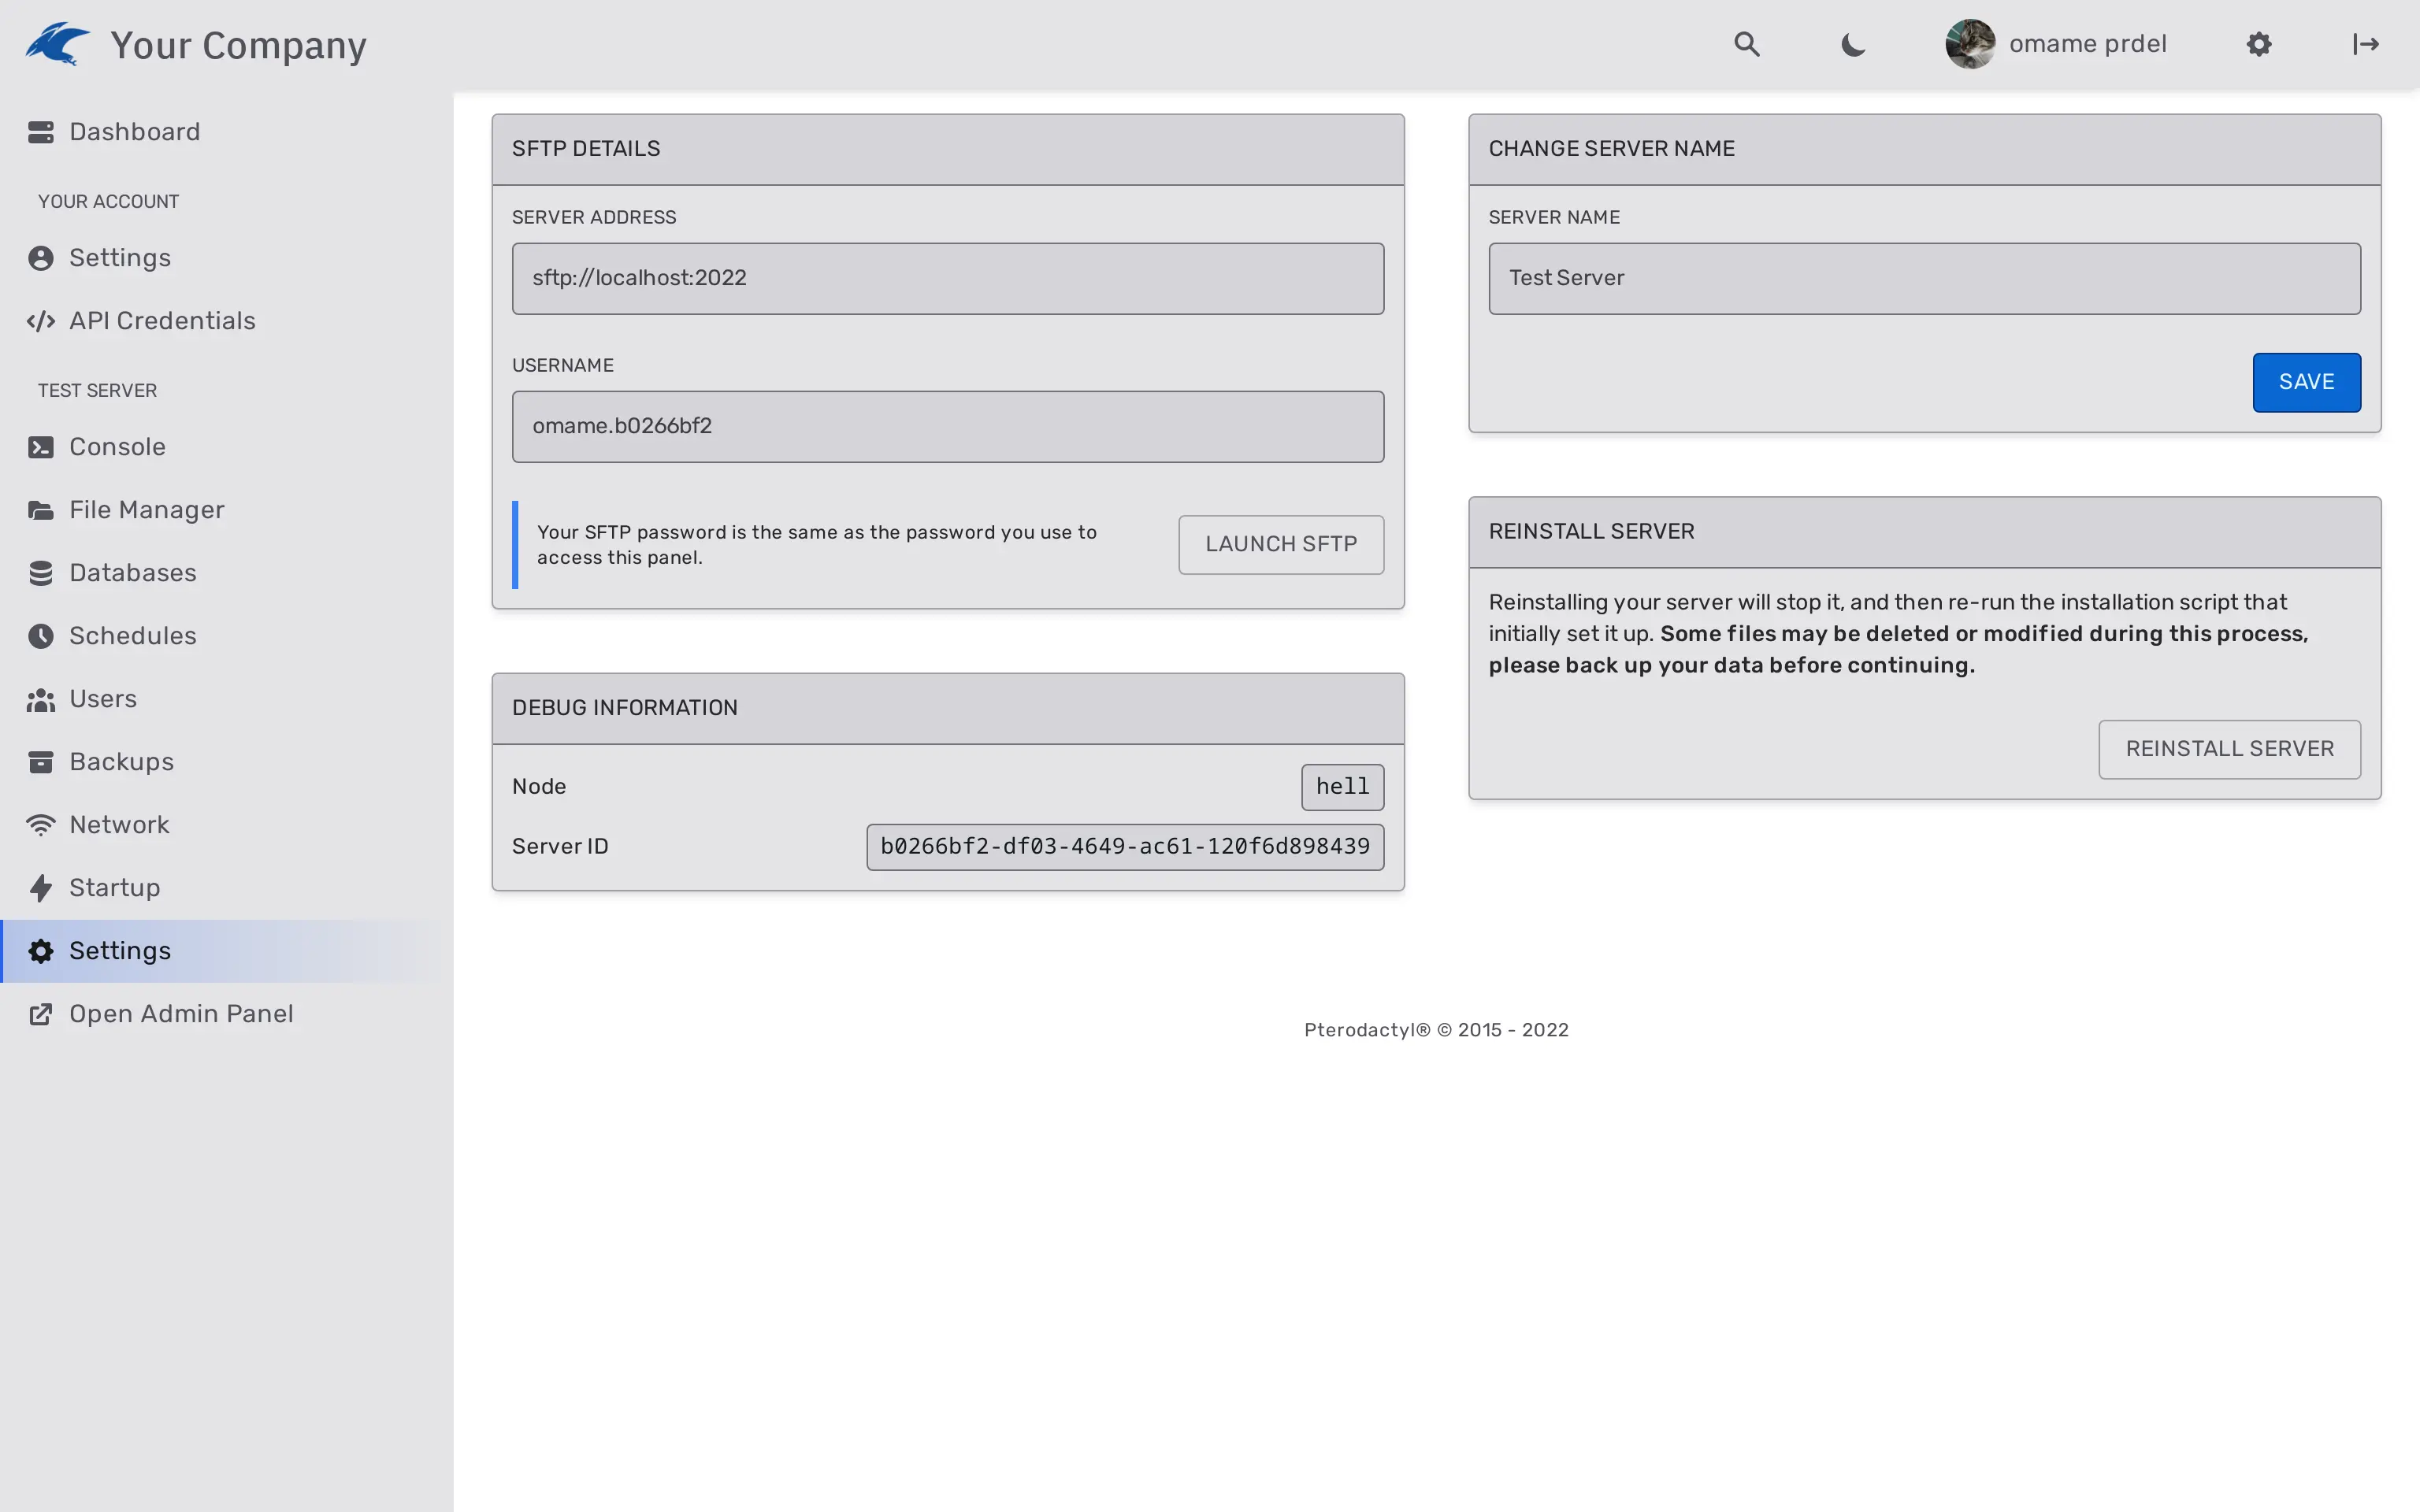 Your Company
omame prdel
Dashboard
YOUR ACCOUNT
Settings
API Credentials
TEST SERVER
Console
File Manager
Databases
Schedules
Users
Backups
Network
Startup
Settings
Open Admin Panel
SFTP DETAILS
SERVER ADDRESS
sftp://localhost:2022
USERNAME
omame.b0266bf2
Your SFTP password is the same as the password you use to
access this panel.
LAUNCH SFTP
DEBUG INFORMATION
Node
hell
Server ID
b0266bf2-df03-4649-ac61-120f6d898439
CHANGE SERVER NAME
SERVER NAME
Test Server
SAVE
REINSTALL SERVER
Reinstalling your server will stop it, and then re-run the installation script that
initially set it up. Some files may be deleted or modified during this process,
please back up your data before continuing.
REINSTALL SERVER
Pterodactyl® © 2015 - 2022